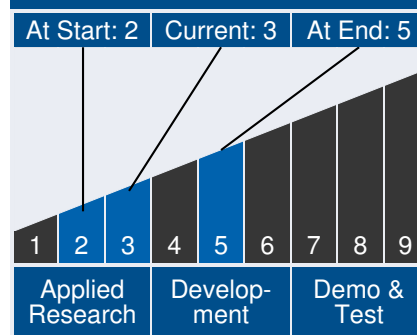 At Start: 2 Current: 3 At End: 5
1 2 3 4 5 6 7 8 9
Applied Develop- Demo &
Research ment Test